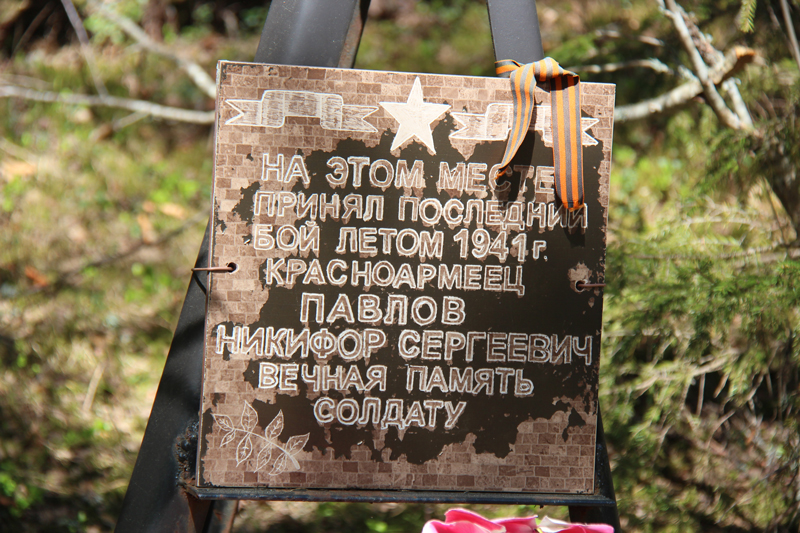 НА ЭТОМ МЕСТЕ
ПРИНЯЛ ПОСЛЕДНИЙ
БОЙ ЛЕТОМ 1941 г.
КРАСНОАРМЕЕЦ
ПАВЛОВ
НИКИФОР СЕРГЕЕВИЧ
ВЕЧНАЯ ПАМЯТЬ
СОЛДАТУ